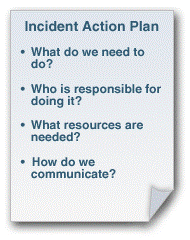 Incident Action Plan
• What do we need to
do?
• Who is responsible for
doing it?
• What resources are
needed?
• How do we
communicate?